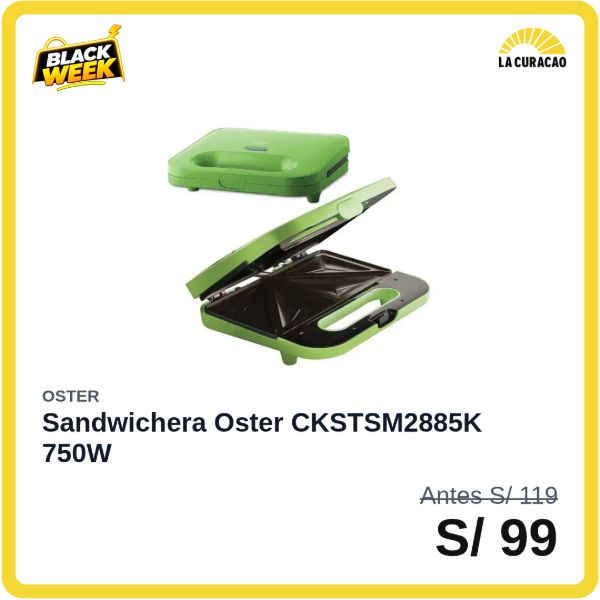 BLACK
WEEK
LA CURACAO
OSTER
Sandwichera Oster CKSTSM2885K
750W
Antes S/ 119
S/ 99